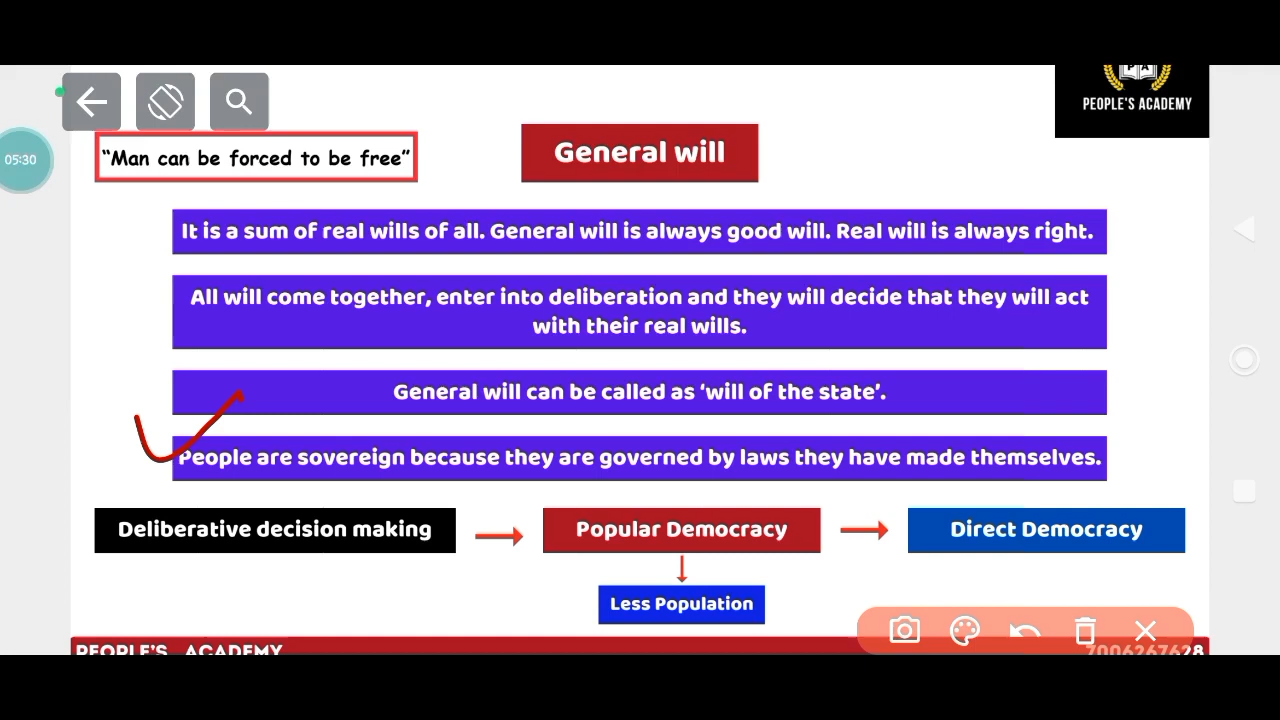 PEOPLE'S ACADEMY
05:30
"Man can be forced to be free"
General will
It is a sum of real wills of all. General will is always good will. Real will is always right.
All will come together, enter into deliberation and they will decide that they will act
with their real wills.
General will can be called as 'will of the state'.
People are sovereign because they are governed by laws they have made themselves.
Deliberative decision making
Popular Democracy
Direct Democracy
Less Population
PEOPLE'S ACADEMY
7006267628